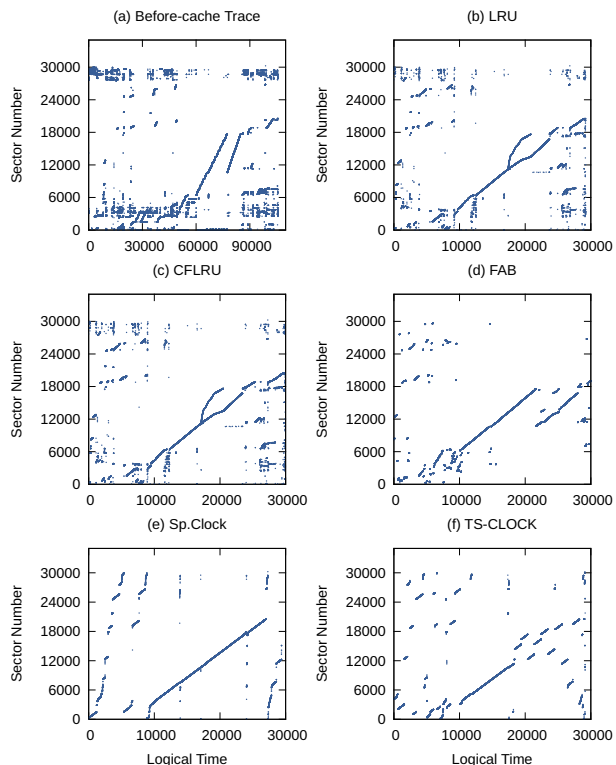 (a) Before-cache Trace
(b) LRU
30000
24000
18000
12000
6000
0
Sector Number
0 30000 60000 90000
30000
24000
18000
12000
6000
0
Sector Number
0 10000 20000 30000
(c) CFLRU
(d) FAB
30000
24000
18000
12000
6000
0
Sector Number
0 10000 20000 30000
30000
24000
18000
12000
6000
0
Sector Number
0 10000 20000 30000
(e) Sp.Clock
(f) TS-CLOCK
30000
24000
18000
12000
6000
0
Sector Number
0 10000 20000 30000
Logical Time
30000
24000
18000
12000
6000
0
Sector Number
0 10000 20000 30000
Logical Time